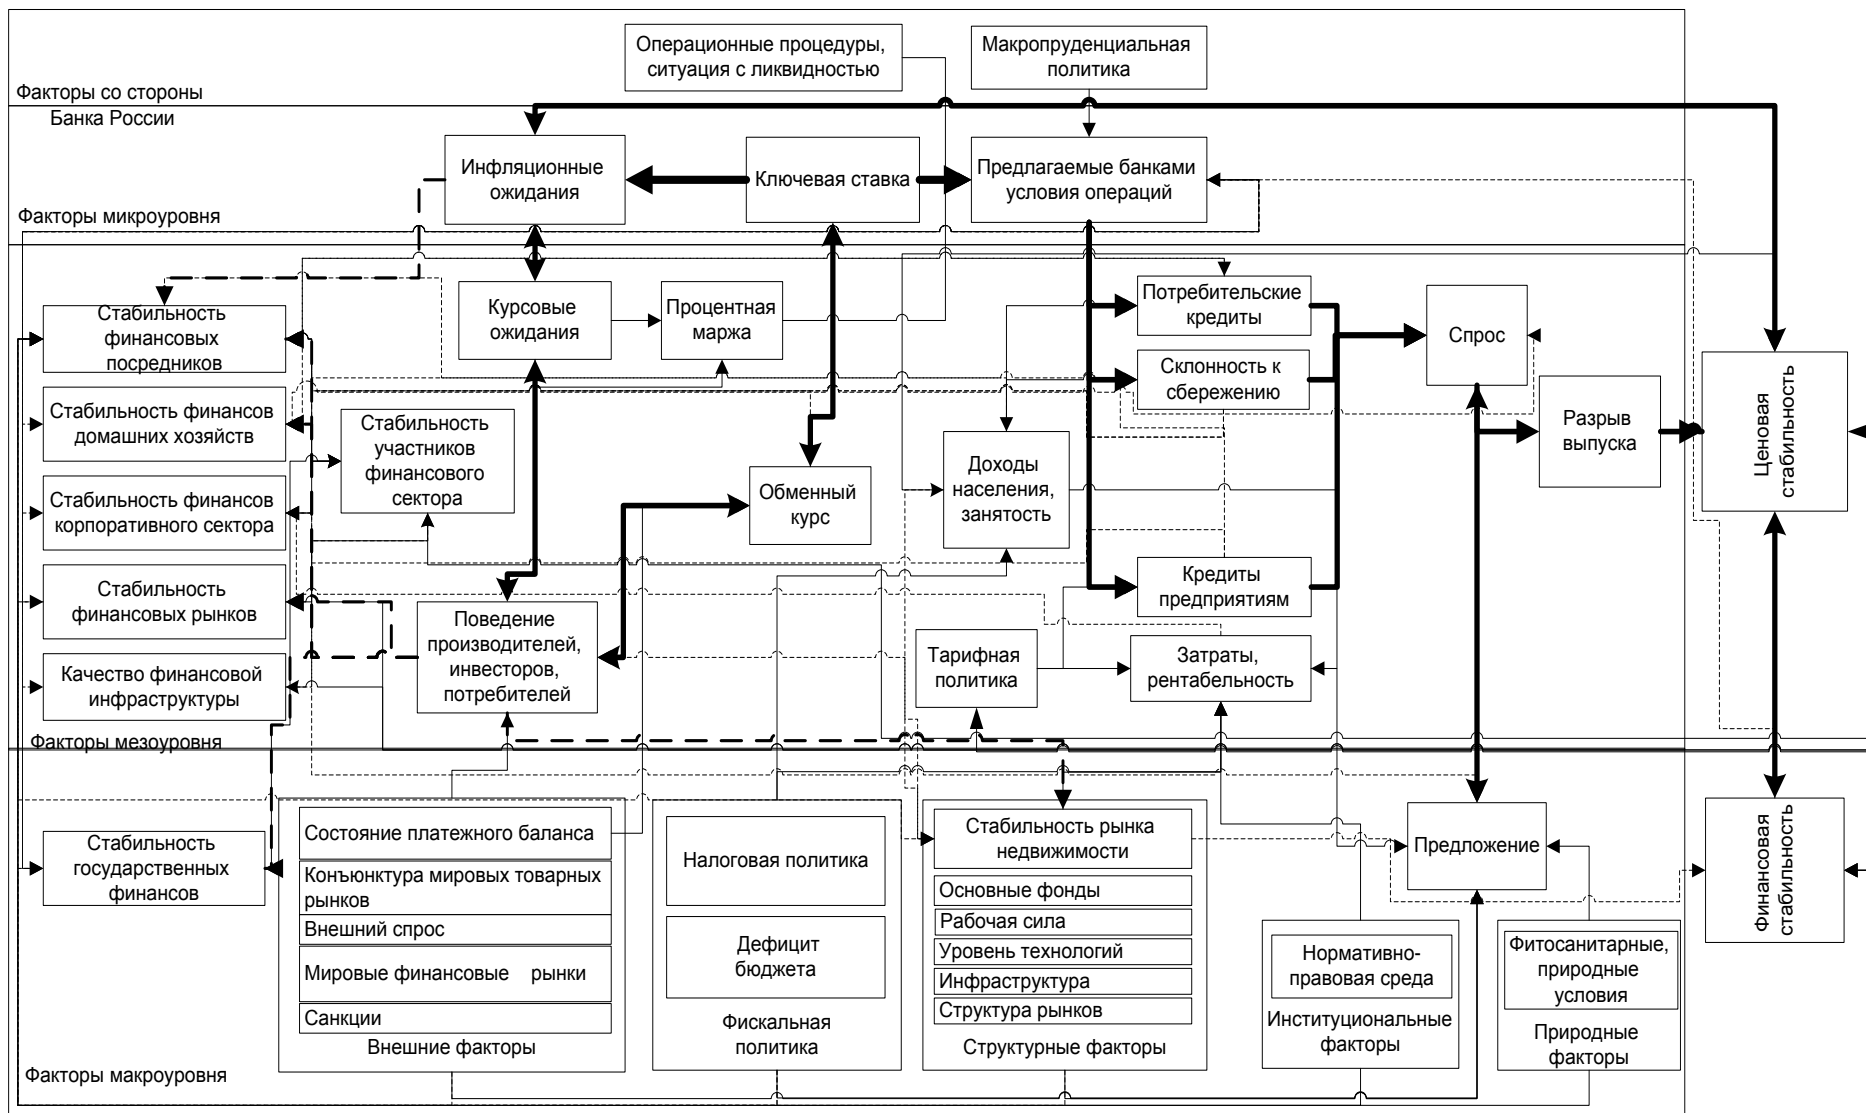 Операционные процедуры,
ситуация с ликвидностью
Макропруденциальная
политика
Факторы со стороны
Банка России
Инфляционные
ожидания
Ключевая ставка
Предлагаемые банками
условия операций
Факторы микроуровня
Стабильность
финансовых
посредников
Курсовые
ожидания
Процентная
маржа
Потребительские
кредиты
Спрос
Склонность к
сбережению
Ценовая
стабильность
Стабильность финансов
домашних хозяйств
Стабильность
участников
финансового
сектора
Разрыв
выпуска
Доходы
населения,
занятость
Обменный
курс
Стабильность финансов
корпоративного сектора
Стабильность
финансовых рынков
Кредиты
предприятиям
Поведение
производителей,
инвесторов,
потребителей
Тарифная
политика
Затраты,
рентабельность
Качество финансовой
инфраструктуры
Факторы мезоуровня
Стабильность
государственных
финансов
Состояние платежного баланса
Конъюнктура мировых товарных
рынков
Внешний спрос
Мировые финансовые рынки
Санкции
Внешние факторы
Налоговая политика
Дефицит
бюджета
Фискальная
политика
Стабильность рынка
недвижимости
Основные фонды
Рабочая сила
Уровень технологий
Инфраструктура
Структура рынков
Структурные факторы
Предложение
Финансовая
стабильность
Нормативно-
правовая среда
Институциональные
факторы
Фитосанитарные,
природные
условия
Природные
факторы
Факторы макроуровня